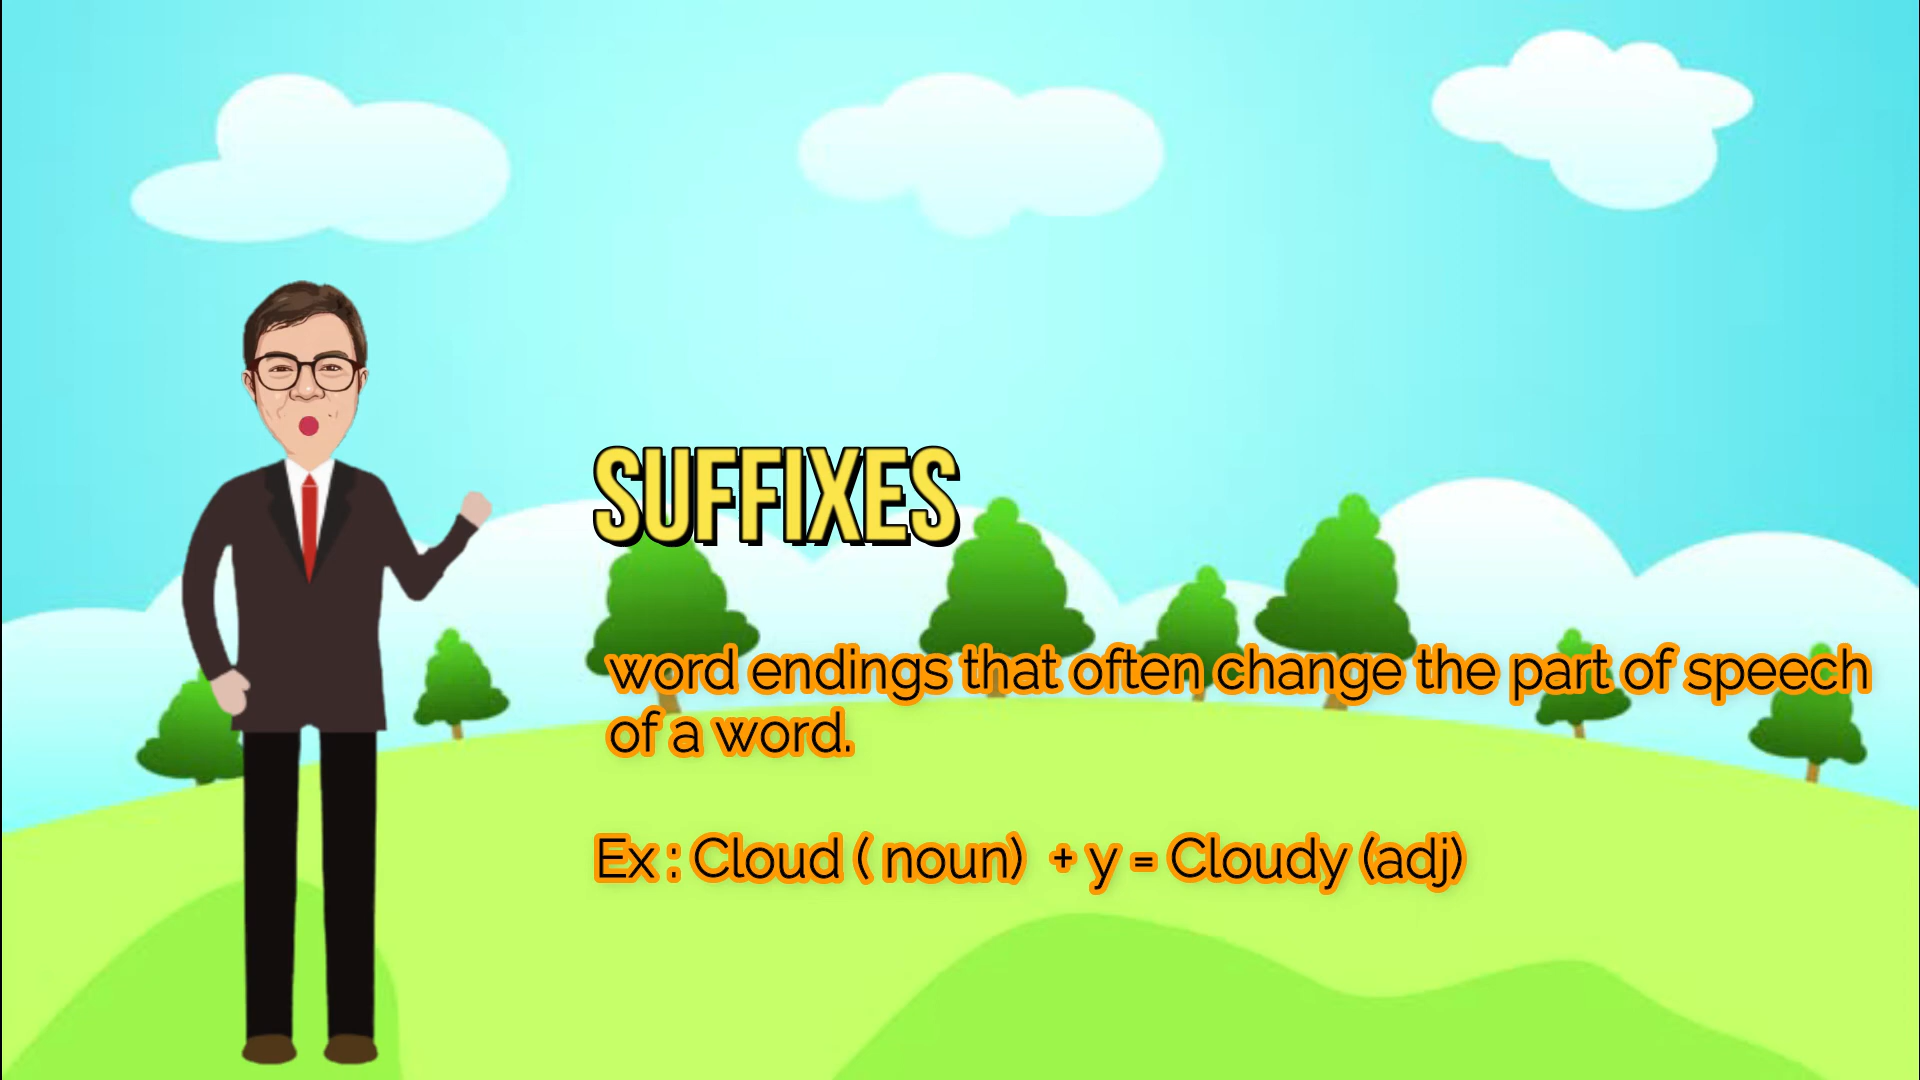 SUFFIXES
word endings that often change the part of speech
of a word.
Ex : Cloud ( noun)  + y = Cloudy (adj)